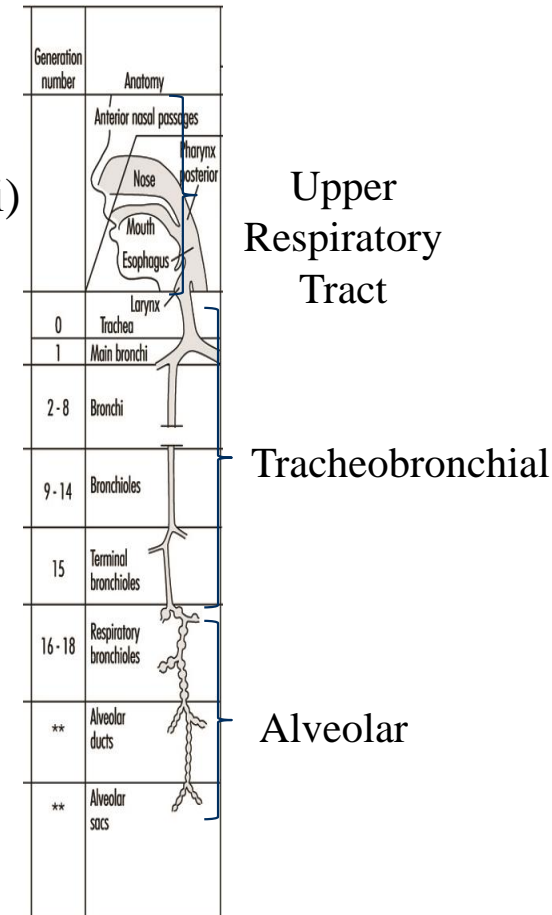 Generation
number
Anatomy
Anterior nasal passages
Pharynx
posterior
Nose
i)
Mouth
Esophagus
Larynx
0 Trachea
1 Main bronchi
2 - 8 Bronchi
9 - 14 Bronchioles
15 Terminal
bronchioles
16 - 18 Respiratory
bronchioles
** Alveolar
ducts
** Alveolar
sacs
Upper
Respiratory
Tract
Tracheobronchial
Alveolar